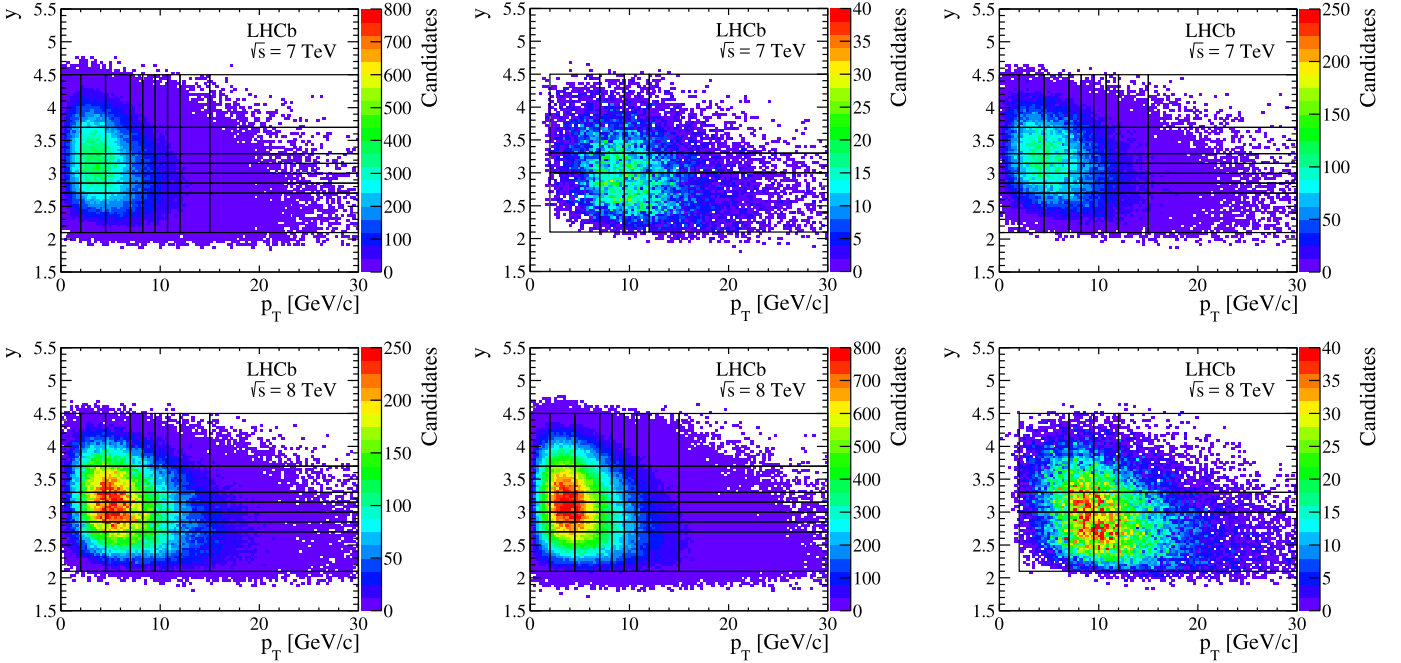 y
5.5
5
4.5
4
3.5
3
2.5
2
1.5
0 10 20 30
p_T [GeV/c]
LHCb
√s = 7 TeV
800
700
600
500
400
300
200
100
0
Candidates
y
5.5
5
4.5
4
3.5
3
2.5
2
1.5
0 10 20 30
p_T [GeV/c]
LHCb
√s = 7 TeV
40
35
30
25
20
15
10
5
0
Candidates
y
5.5
5
4.5
4
3.5
3
2.5
2
1.5
0 10 20 30
p_T [GeV/c]
LHCb
√s = 7 TeV
250
200
150
100
50
0
Candidates
y
5.5
5
4.5
4
3.5
3
2.5
2
1.5
0 10 20 30
p_T [GeV/c]
LHCb
√s = 8 TeV
250
200
150
100
50
0
Candidates
y
5.5
5
4.5
4
3.5
3
2.5
2
1.5
0 10 20 30
p_T [GeV/c]
LHCb
√s = 8 TeV
800
700
600
500
400
300
200
100
0
Candidates
y
5.5
5
4.5
4
3.5
3
2.5
2
1.5
0 10 20 30
p_T [GeV/c]
LHCb
√s = 8 TeV
40
35
30
25
20
15
10
5
0
Candidates